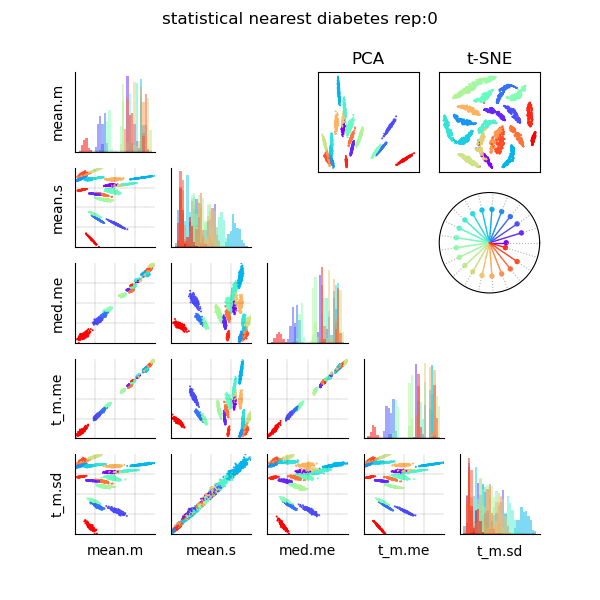 statistical nearest diabetes rep:0
PCA
t-SNE
mean.m
mean.s
med.me
t_m.me
t_m.sd
mean.m
mean.s
med.me
t_m.me
t_m.sd